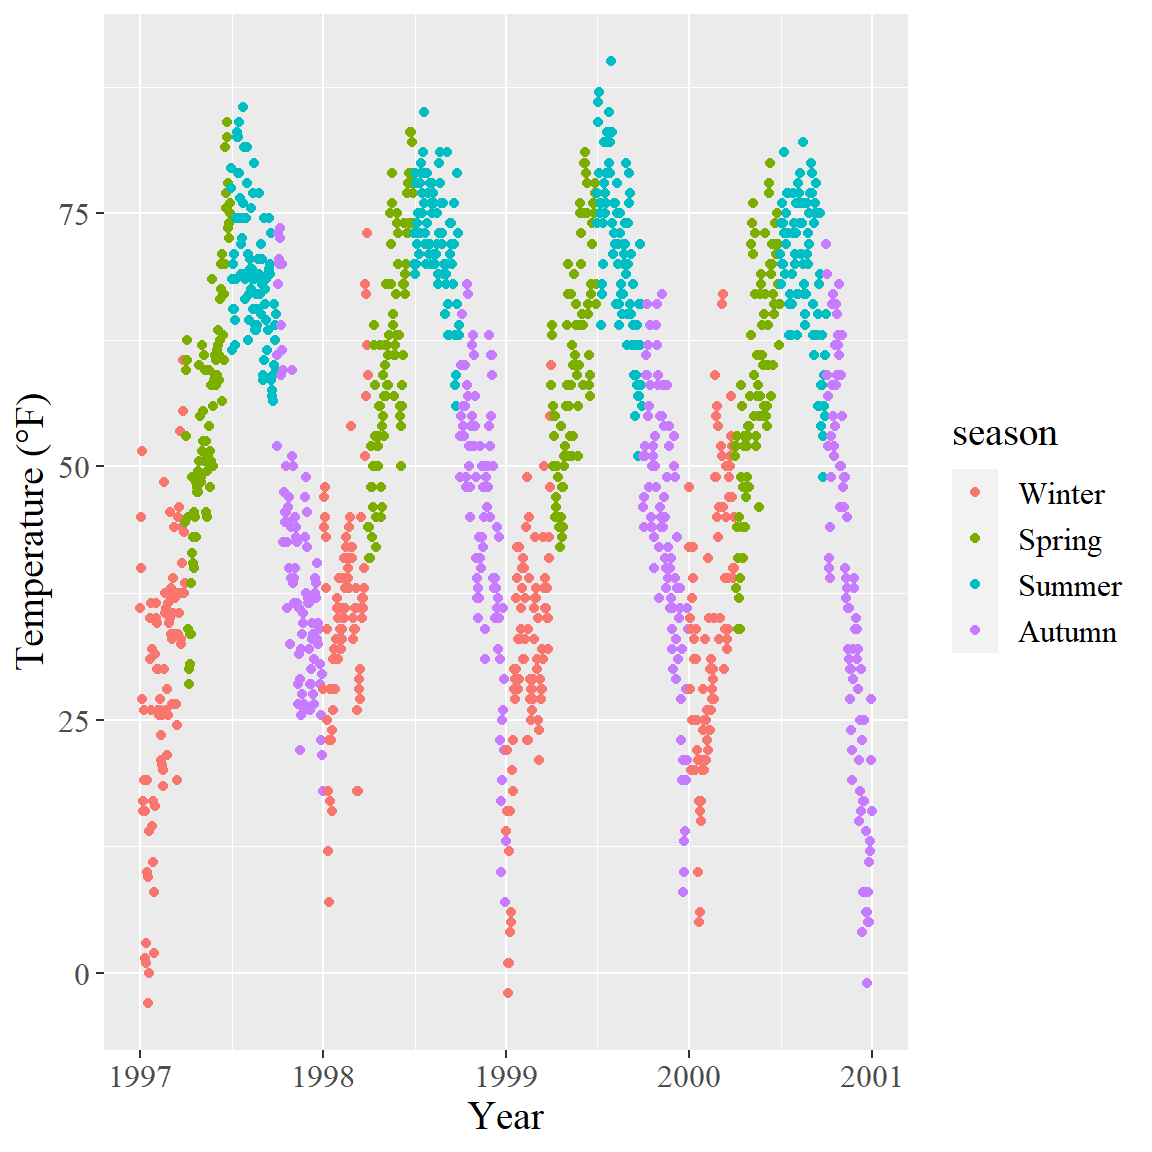 75
50
25
0
Temperature (°F)
1997 1998 1999 2000 2001
Year
season
Winter
Spring
Summer
Autumn